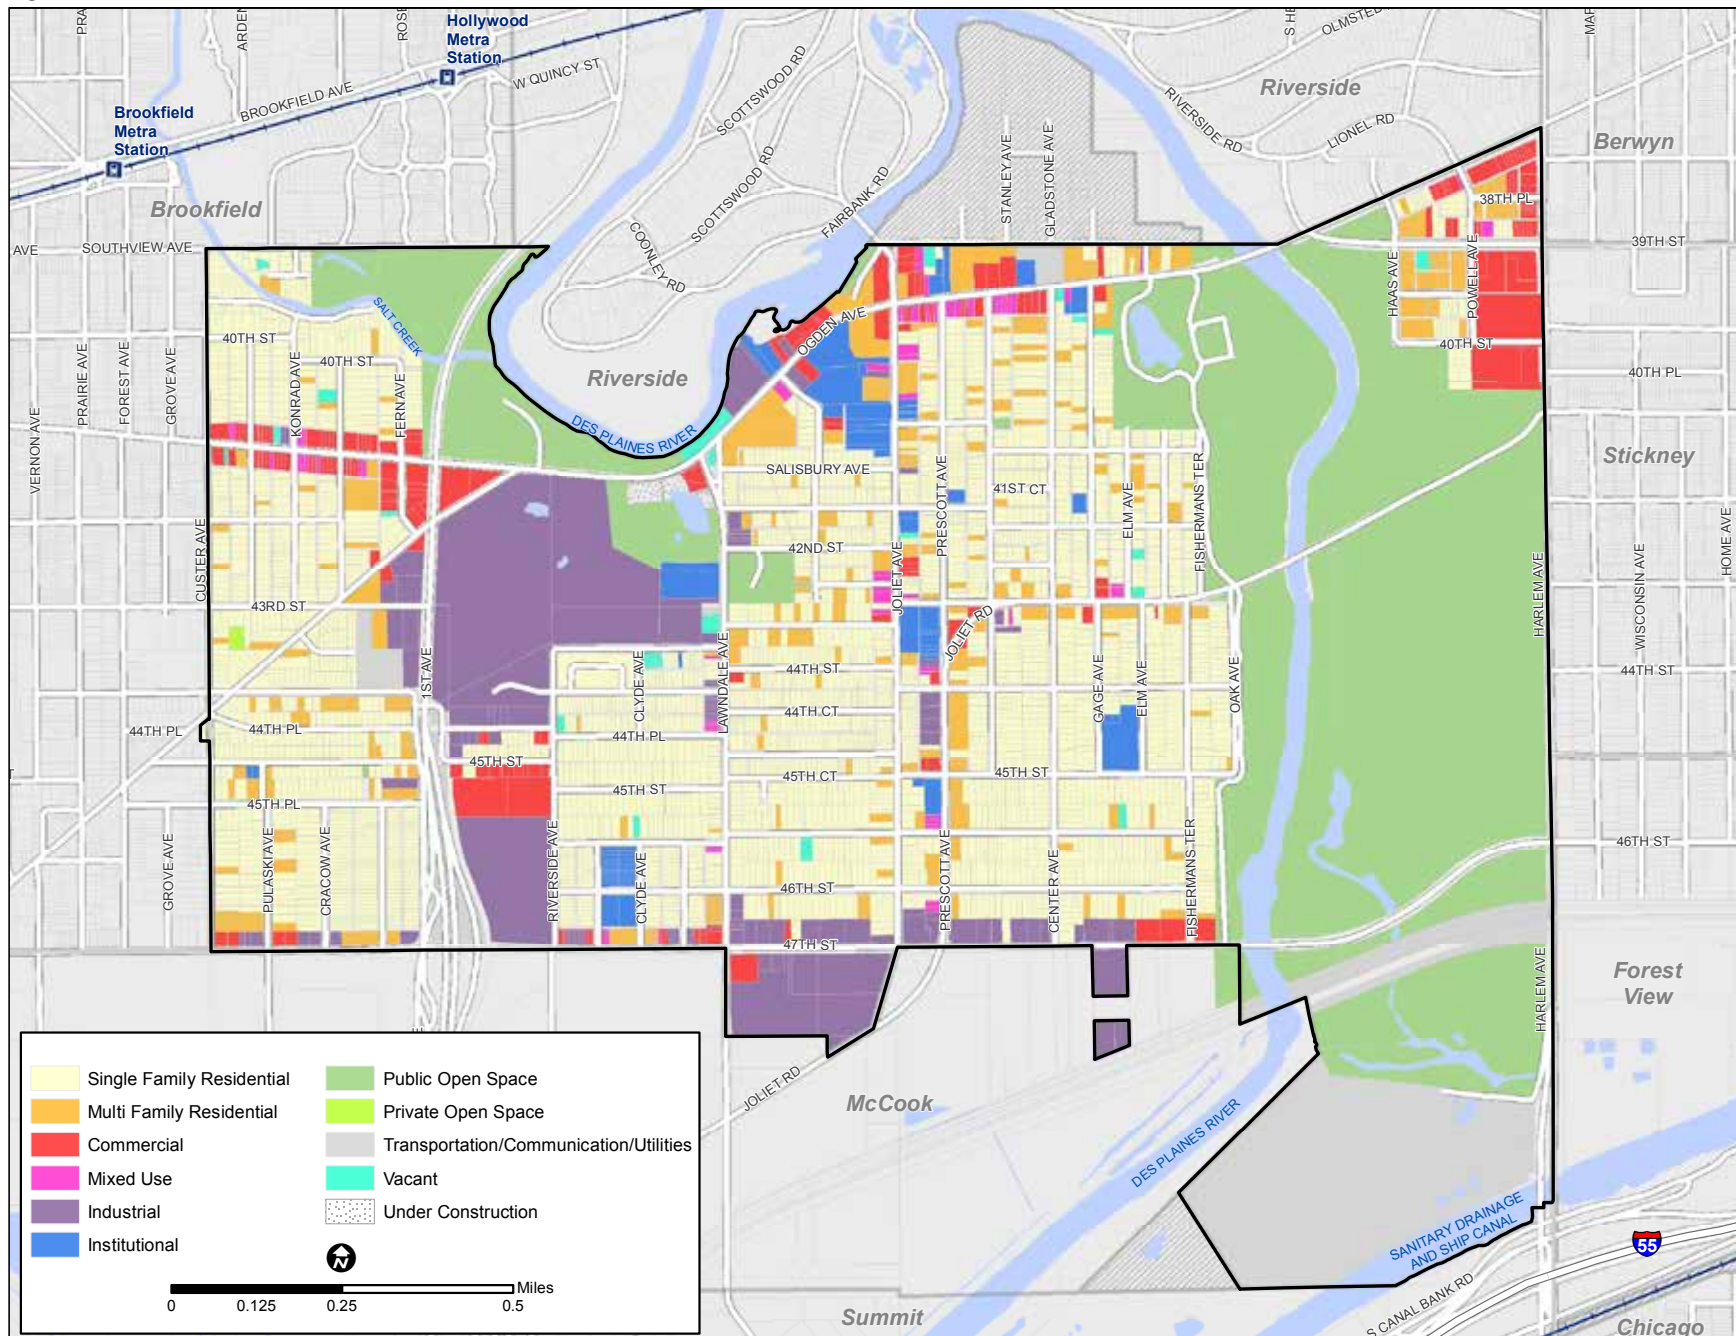 PRA
ARDEN
ROSE
Hollywood
Metra
Station
W QUINCY ST
BROOKFIELD AVE
Brookfield
Metra
Station
SCOTTSWOOD RD
SCOTTSWOOD RD
FAIRBANK RD
COONLEY RD
STANLEY AVE
GLADSTONE AVE
RIVERSIDE RD
LIONEL RD
OLMSTED
S HE
MAP
Riverside
Berwyn
Brookfield
AVE
SOUTHVIEW AVE
38TH PL
39TH ST
HAAS AVE
POWELL AVE
SALT CREEK
40TH ST
40TH ST
KONRAD AVE
FERN AVE
Riverside
OGDEN AVE
40TH ST
40TH PL
PRAIRIE AVE
FOREST AVE
GROVE AVE
VERNON AVE
DES PLAINES RIVER
SALISBURY AVE
PRESCOTT AVE
41ST CT
ELM AVE
FISHERMANS TER
Stickney
CUSTER AVE
42ND ST
JOLIET AVE
HARLEM AVE
WISCONSIN AVE
HOME AVE
43RD ST
JOLIET RD
1ST AVE
CLYDE AVE
LAWNDALE AVE
44TH ST
GAGE AVE
ELM AVE
OAK AVE
44TH ST
44TH PL
44TH PL
44TH PL
44TH CT
45TH ST
45TH ST
45TH CT
45TH ST
45TH PL
GROVE AVE
PULASKI AVE
CRACOW AVE
RIVERSIDE AVE
CLYDE AVE
46TH ST
PRESCOTT AVE
CENTER AVE
FISHERMANS TER
46TH ST
47TH ST
HARLEM AVE
Forest
View
Single Family Residential
Multi Family Residential
Commercial
Mixed Use
Industrial
Institutional
Public Open Space
Private Open Space
Transportation/Communication/Utilities
Vacant
Under Construction
N
Miles
0
0.125
0.25
0.5
JOLIET RD
McCook
DES PLAINES RIVER
SANITARY DRAINAGE
AND SHIP CANAL
55
S CANAL BANK RD
Summit
Chicago